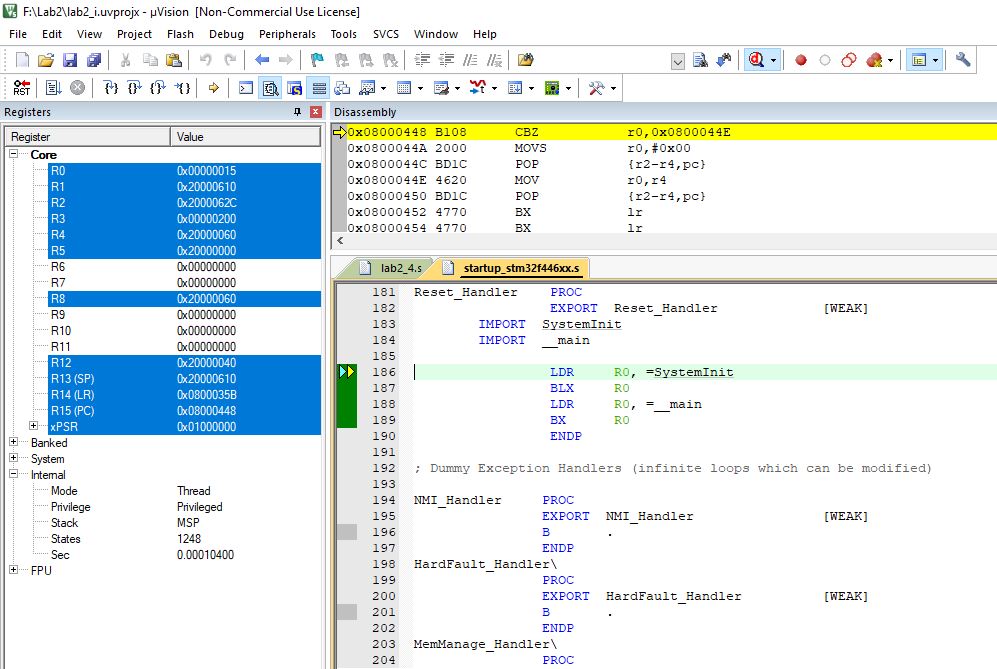 F:\Lab2\lab2_i.uvprojx - µVision [Non-Commercial Use License]
File Edit View Project Flash Debug Peripherals Tools SVCS Window Help
RST
Registers
Register Value
Core
R0 0x00000015
R1 0x20000610
R2 0x2000062C
R3 0x00000200
R4 0x20000060
R5 0x20000000
R6 0x00000000
R7 0x00000000
R8 0x20000060
R9 0x00000000
R10 0x00000000
R11 0x00000000
R12 0x20000040
R13 (SP) 0x20000610
R14 (LR) 0x0800035B
R15 (PC) 0x08000448
xPSR 0x01000000
Banked
System
Internal
Mode Thread
Privilege Privileged
Stack MSP
States 1248
Sec 0.00010400
FPU
Disassembly
0x08000448 B108 CBZ r0,0x0800044E
0x0800044A 2000 MOVS r0,#0x00
0x0800044C BD1C POP {r2-r4,pc}
0x0800044E 4620 MOV r0,r4
0x08000450 BD1C POP {r2-r4,pc}
0x08000452 4770 BX lr
0x08000454 4770 BX lr
lab2_4.s startup_stm32f446xx.s
181 Reset_Handler PROC
182 EXPORT Reset_Handler [WEAK]
183 IMPORT SystemInit
184 IMPORT __main
185
186 LDR R0, =SystemInit
187 BLX R0
188 LDR R0, =__main
189 BX R0
190 ENDP
191
192 ; Dummy Exception Handlers (infinite loops which can be modified)
193
194 NMI_Handler PROC
195 EXPORT NMI_Handler [WEAK]
196 B .
197 ENDP
198 HardFault_Handler\
199 PROC
200 EXPORT HardFault_Handler [WEAK]
201 B .
202 ENDP
203 MemManage_Handler\
204 PROC